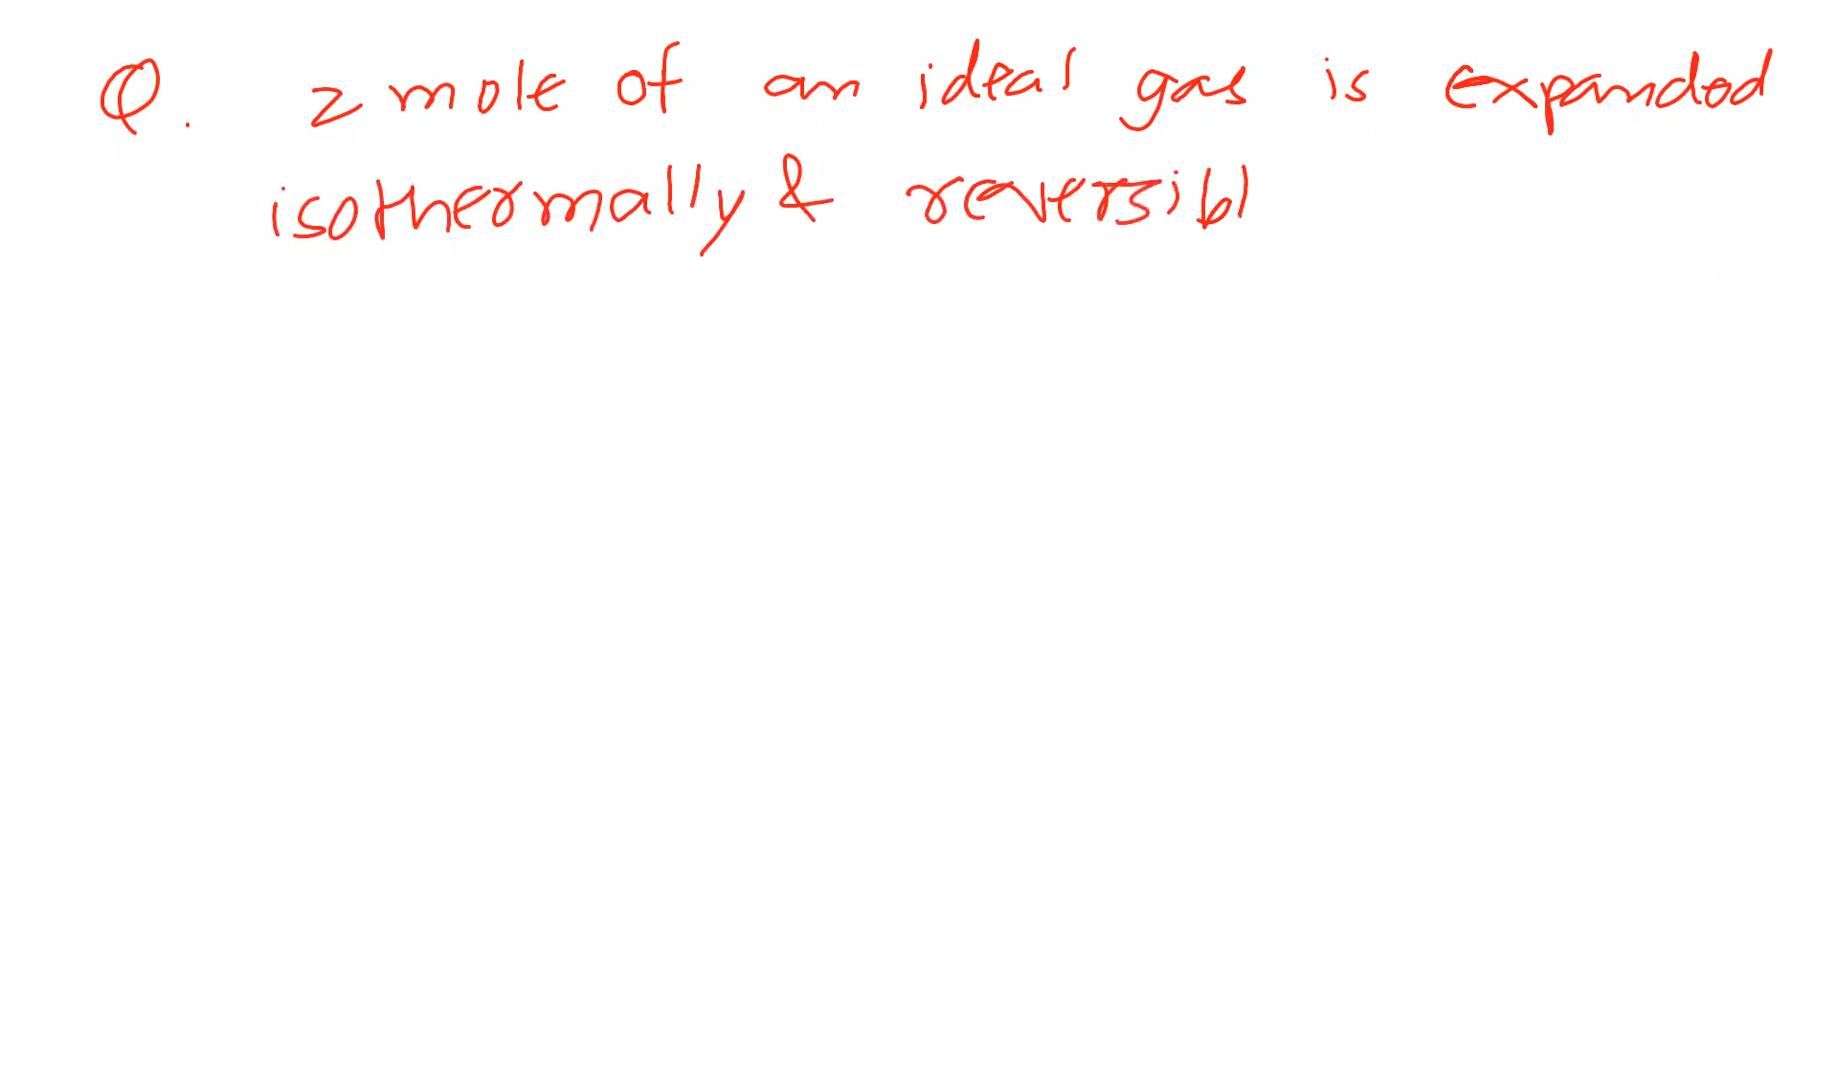 Q. 2 mole of an ideal gas is expanded
isothermally & reversibl